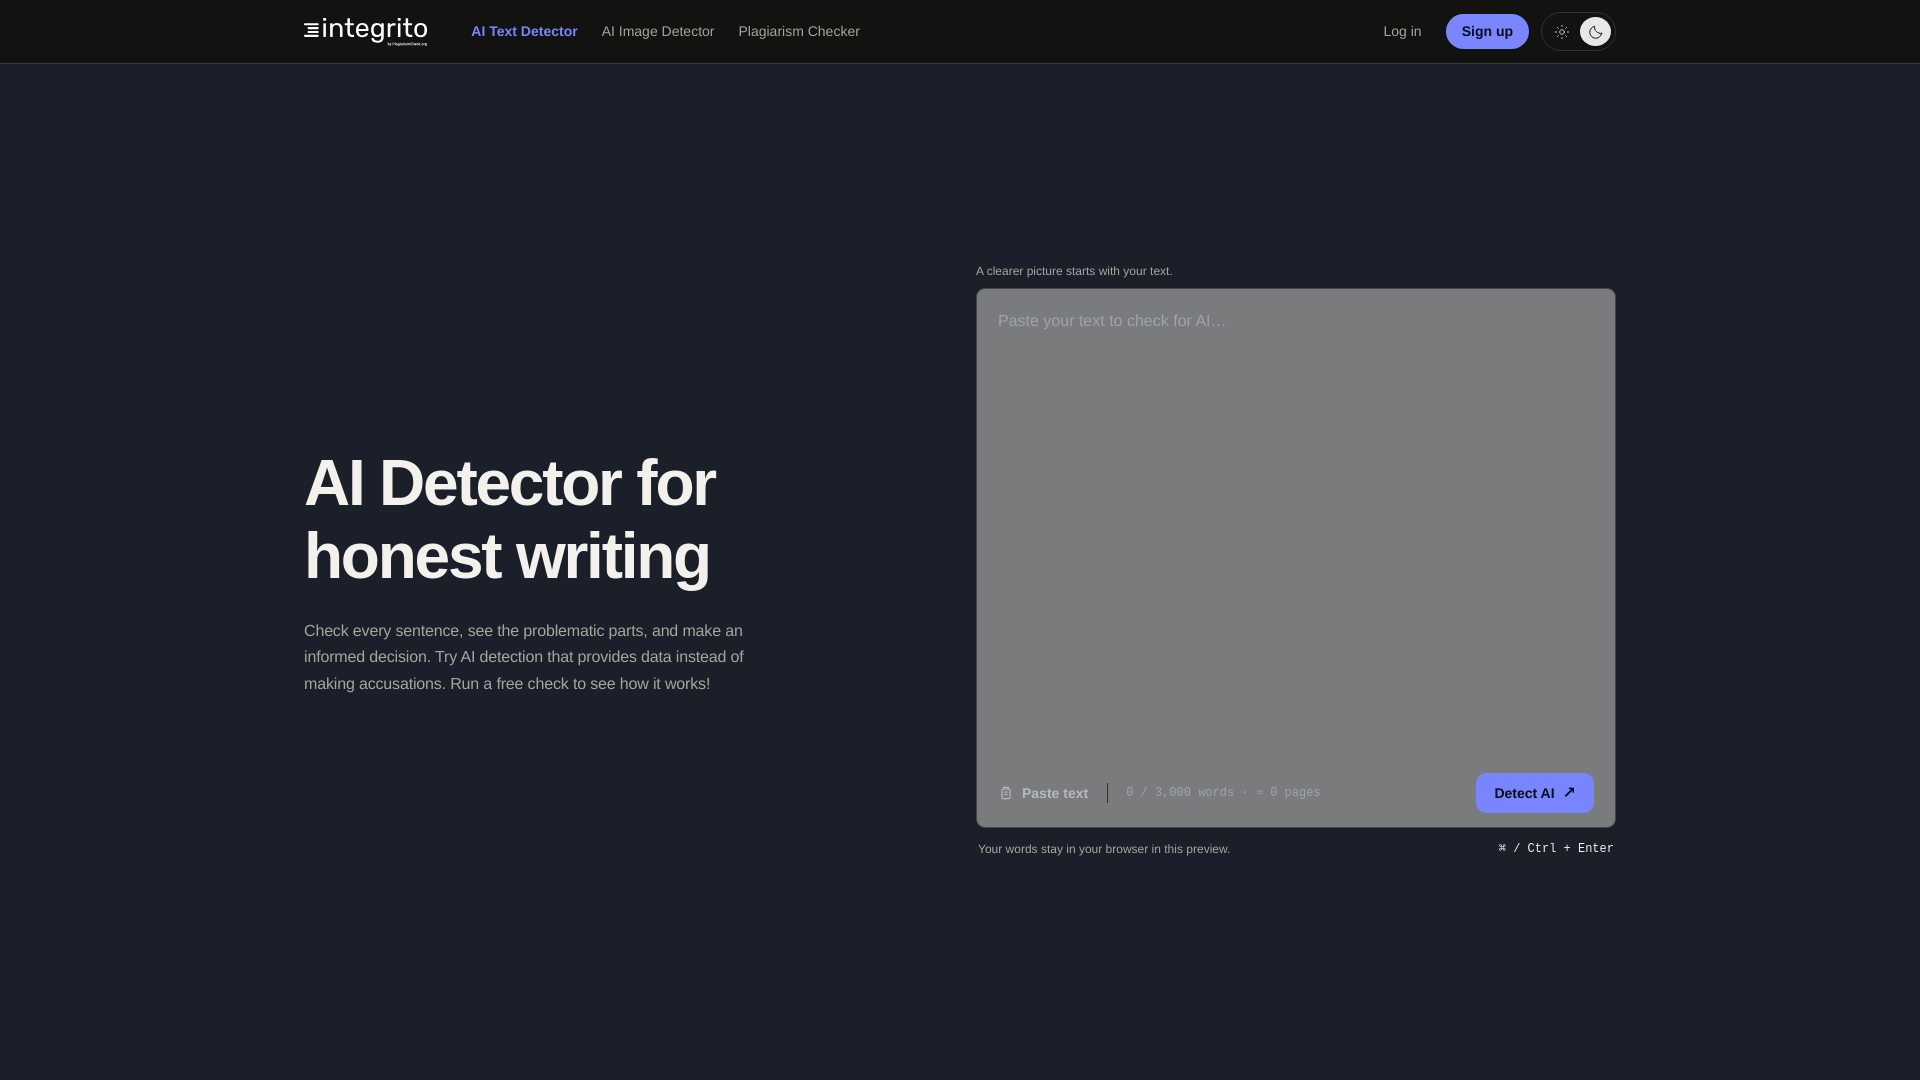 integrito
by PlagiarismCheck.org
AI Text Detector
AI Image Detector
Plagiarism Checker
Log in
Sign up
A clearer picture starts with your text.
Paste your text to check for AI…
AI Detector for
honest writing
Check every sentence, see the problematic parts, and make an
informed decision. Try AI detection that provides data instead of
making accusations. Run a free check to see how it works!
Paste text
0 / 3,000 words · ≈ 0 pages
Detect AI ↗
Your words stay in your browser in this preview.
⌘ / Ctrl + Enter